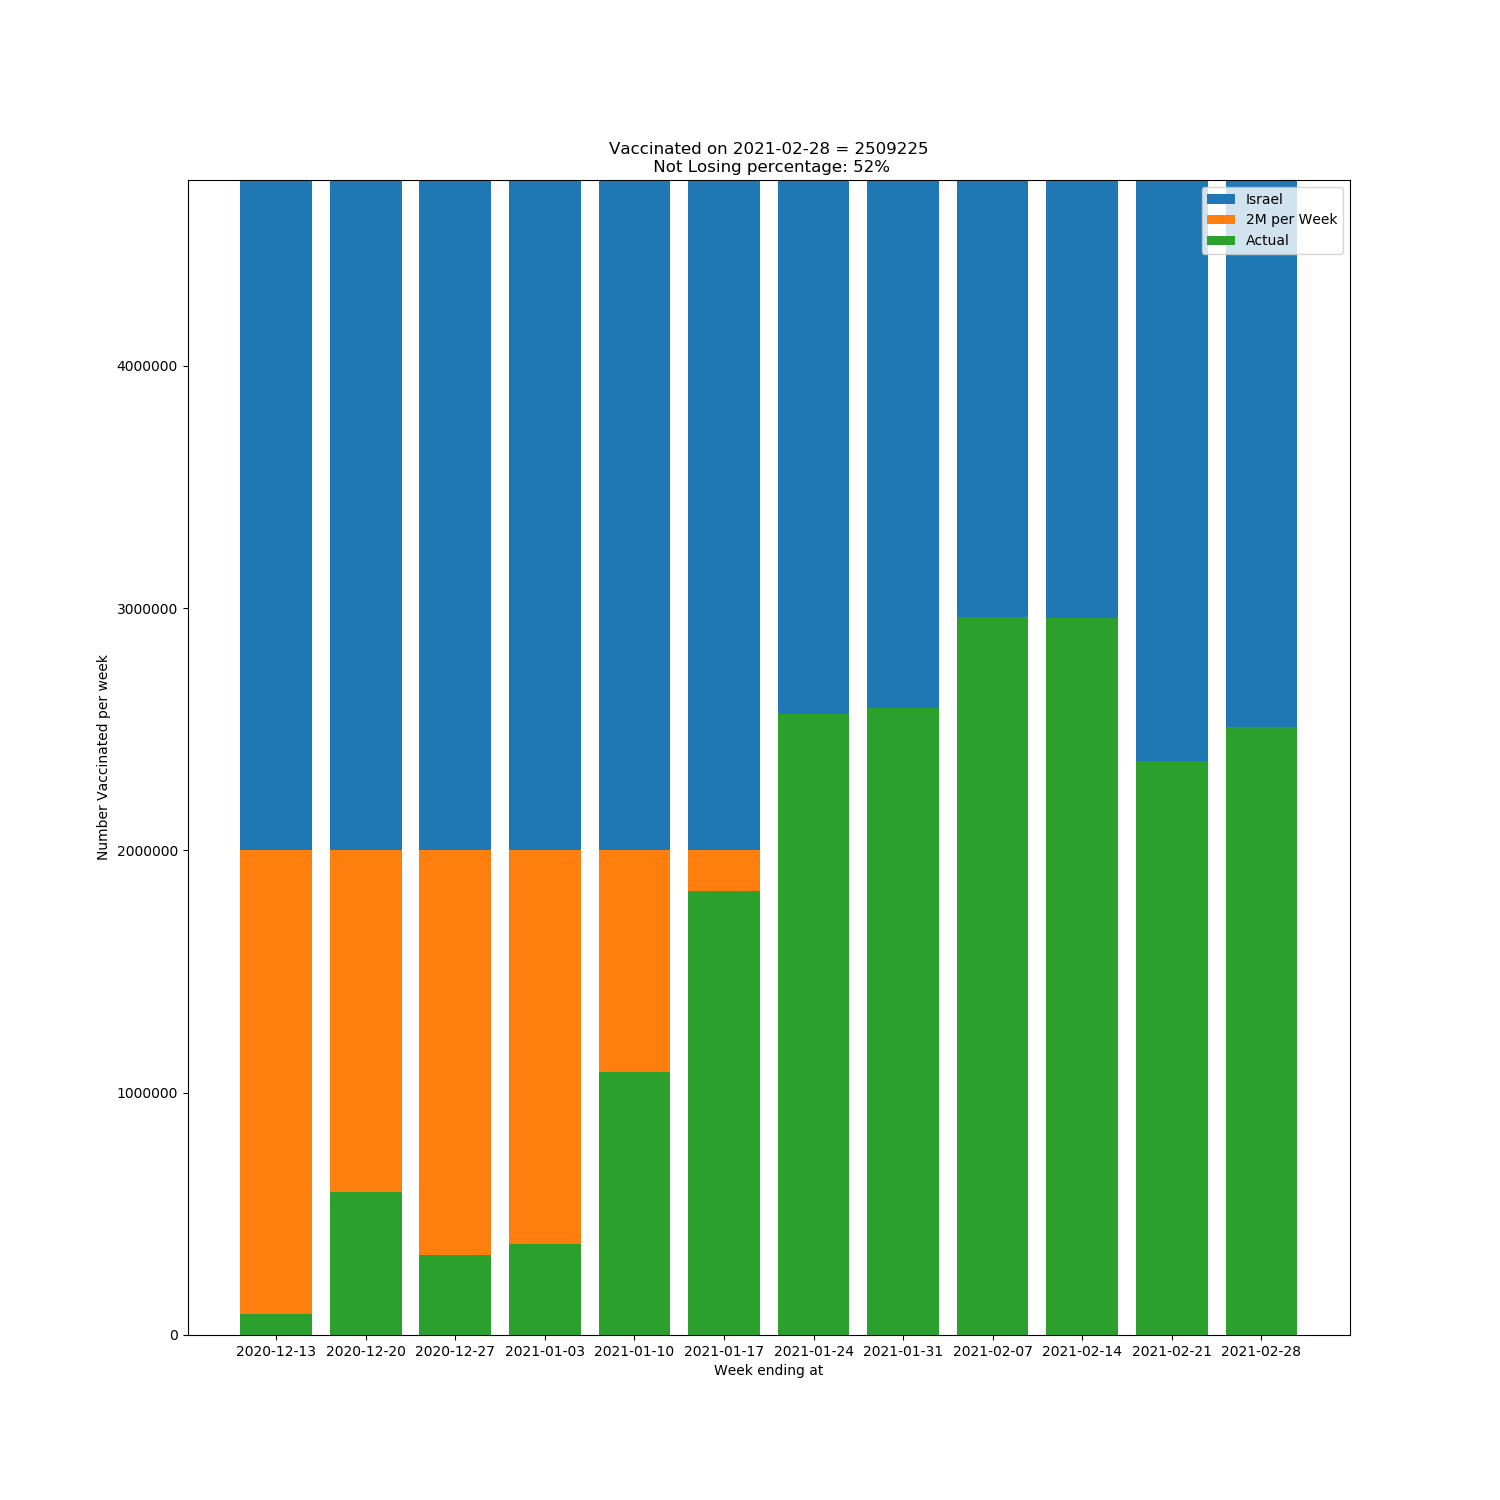 Vaccinated on 2021-02-28 = 2509225
Not Losing percentage: 52%
Israel
2M per Week
Actual
Number Vaccinated per week
4000000
3000000
2000000
1000000
0
2020-12-13 2020-12-20 2020-12-27 2021-01-03 2021-01-10 2021-01-17 2021-01-24 2021-01-31 2021-02-07 2021-02-14 2021-02-21 2021-02-28
Week ending at